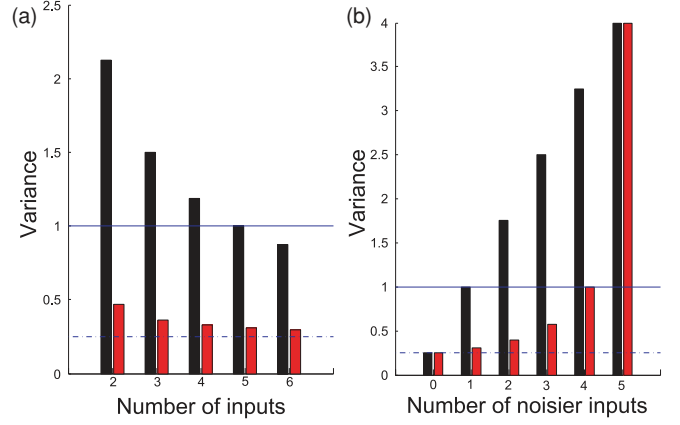 (a)
2.5
2
1.5
1
0.5
0
Variance
2 3 4 5 6
Number of inputs
(b)
4
3.5
3
2.5
2
1.5
1
0.5
0
Variance
0 1 2 3 4 5
Number of noisier inputs